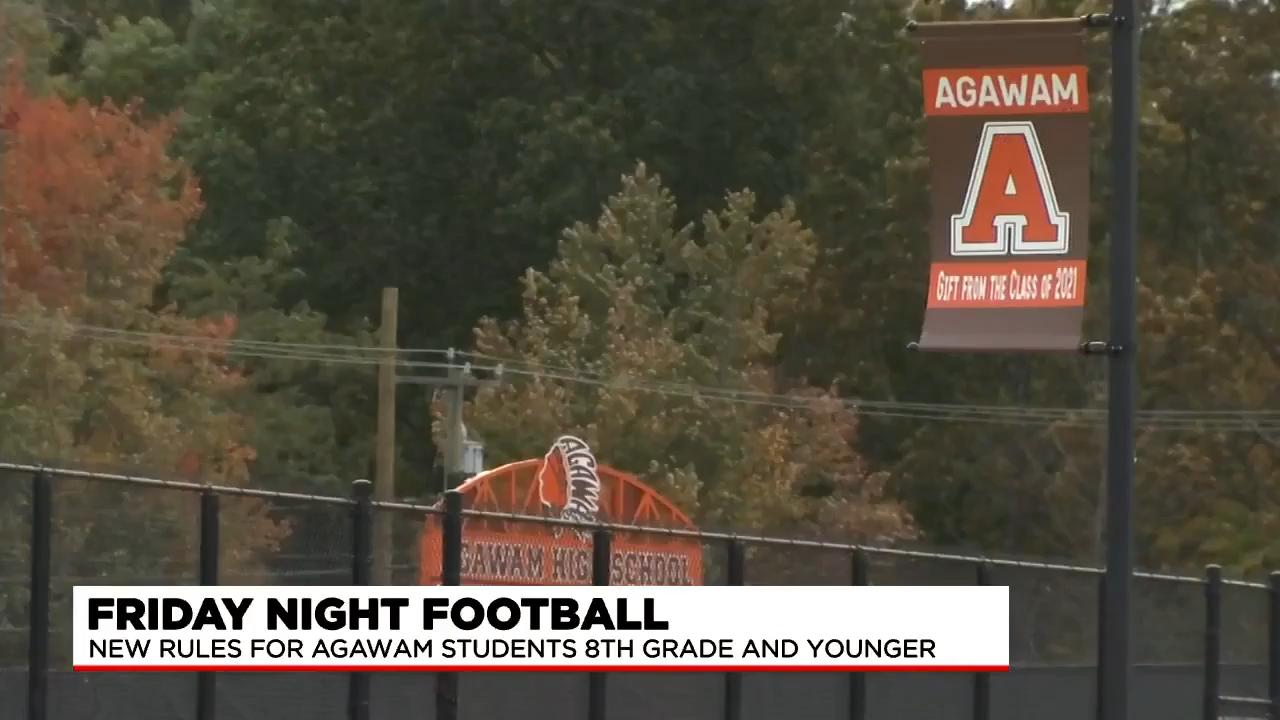 AGAWAM
A
GIFT FROM THE CLASS OF 2021
AGAWAM
AGAWAM HIGH SCHOOL
FRIDAY NIGHT FOOTBALL
NEW RULES FOR AGAWAM STUDENTS 8TH GRADE AND YOUNGER